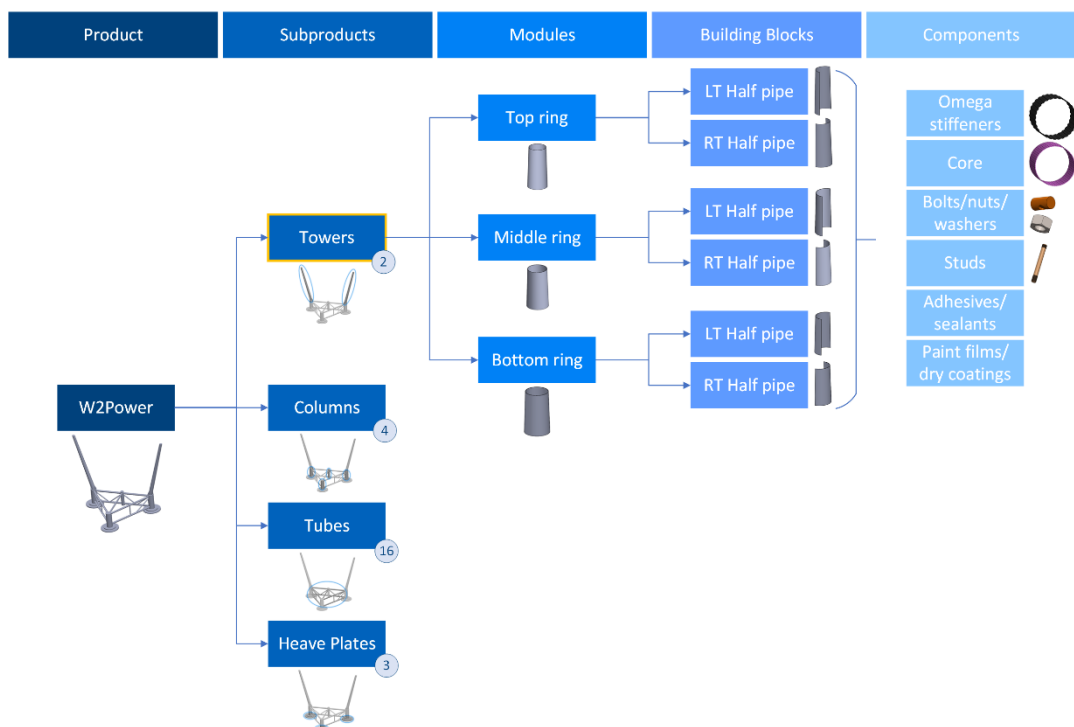 Product
Subproducts
Modules
Building Blocks
Components
W2Power
Towers
2
Columns
4
Tubes
16
Heave Plates
3
Top ring
Middle ring
Bottom ring
LT Half pipe
RT Half pipe
LT Half pipe
RT Half pipe
LT Half pipe
RT Half pipe
Omega
stiffeners
Core
Bolts/nuts/
washers
Studs
Adhesives/
sealants
Paint films/
dry coatings